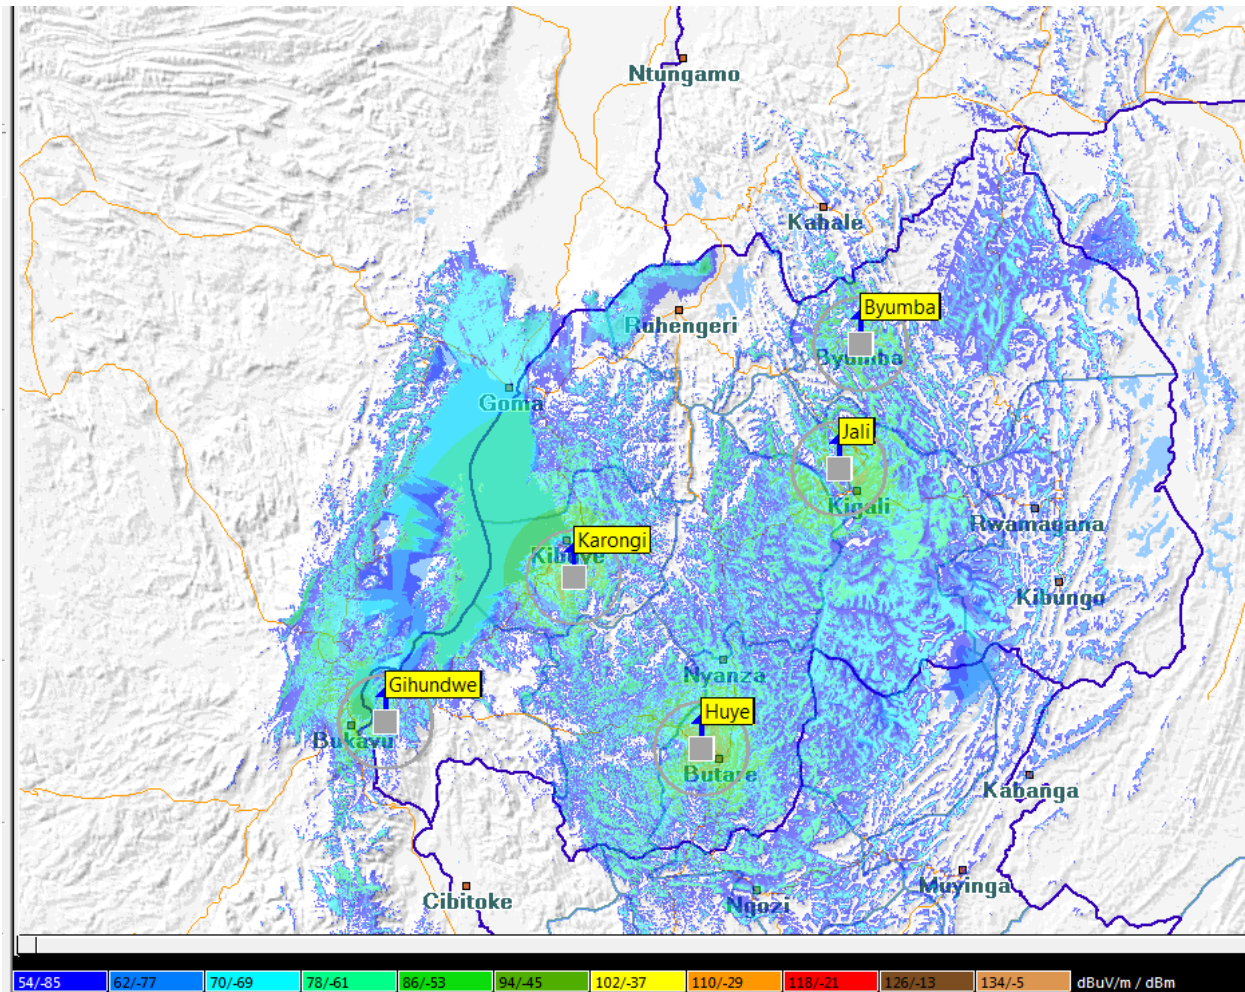 Ntungamo
Kabale
Byumba
Ruhengeri
Byumba
Goma
Jali
Kigali
Rwamagana
Karongi
Kibuye
Kibungo
Nyanza
Gihundwe
Huye
Bukavu
Butare
Kabanga
Muyinga
Cibitoke
Ngozi
54/-85 62/-77 70/-69 78/-61 86/-53 94/-45 102/-37 110/-29 118/-21 126/-13 134/-5 dBuV/m / dBm